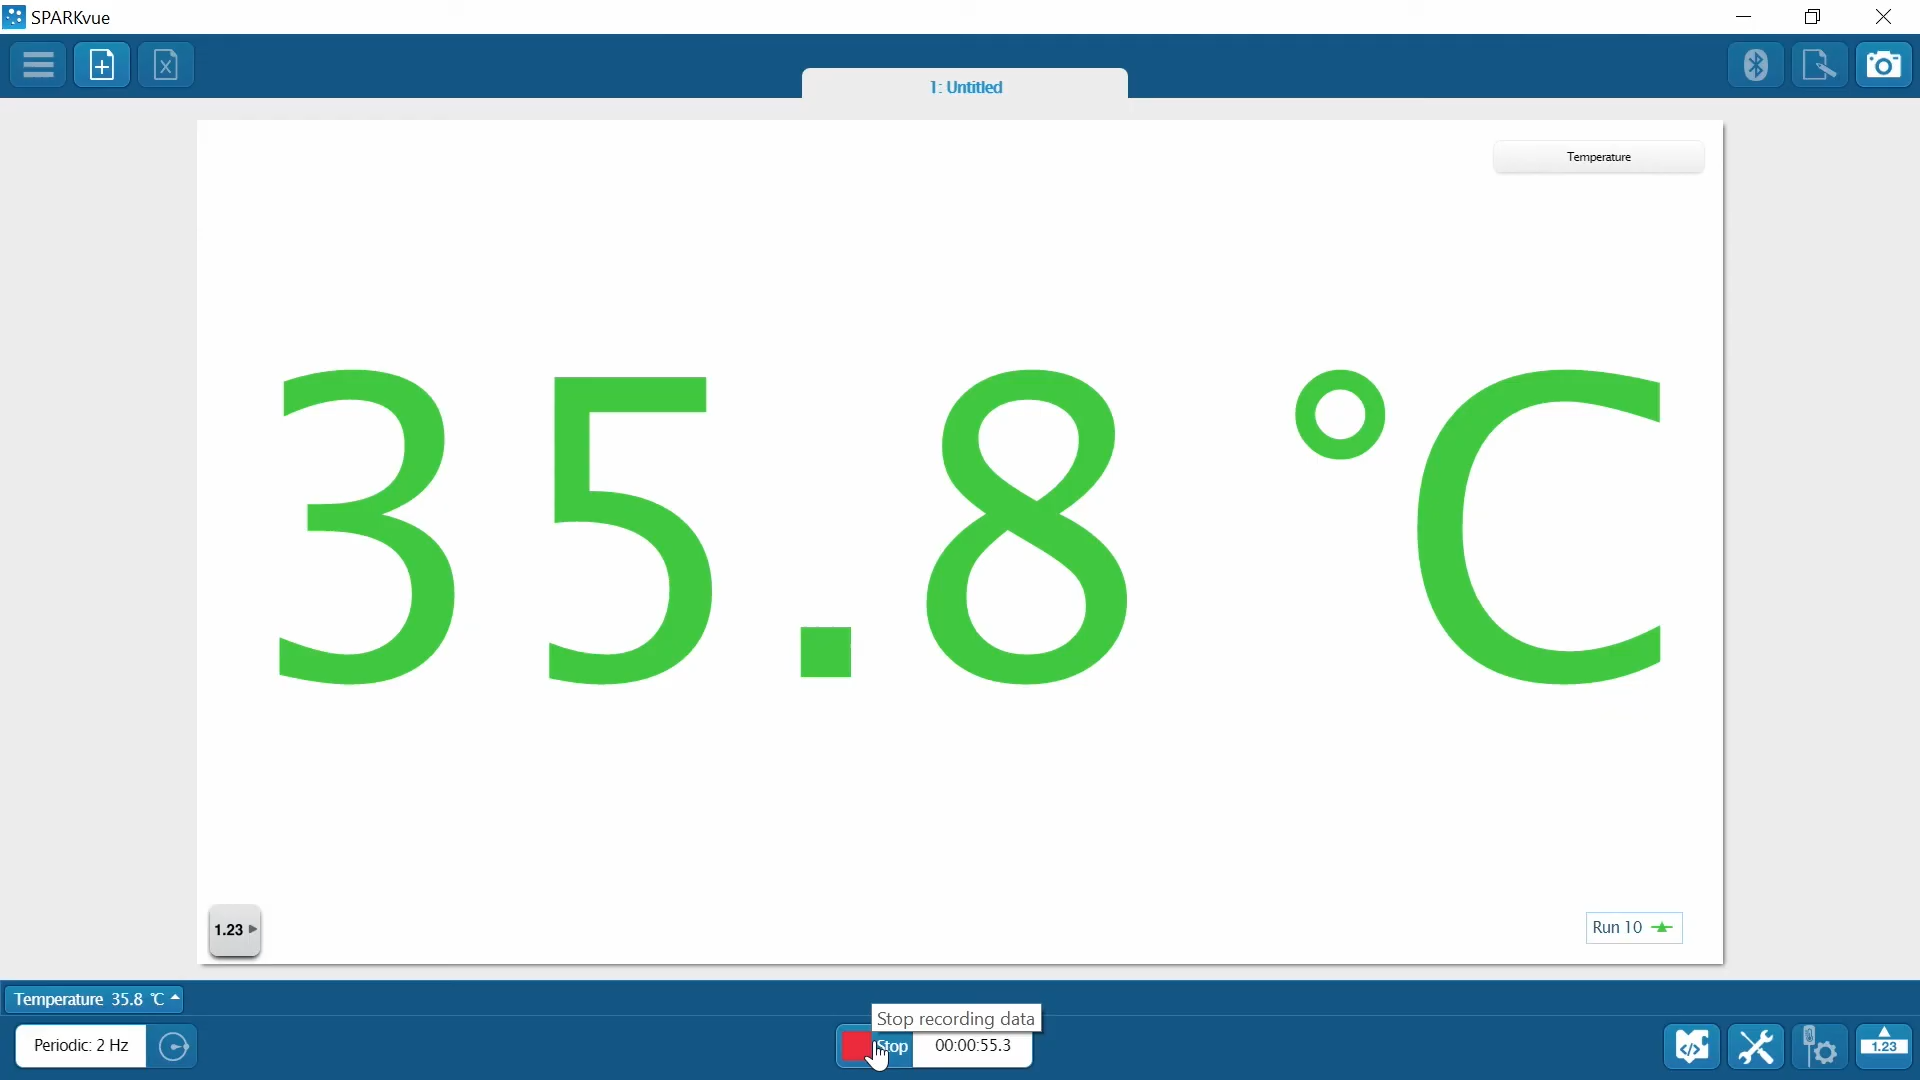 SPARKvue
1: Untitled
Temperature
35.8 °C
1.23
Run 10
Temperature 35.8 °C
Stop recording data
Periodic: 2 Hz
Stop
00:00:55.3
1.23